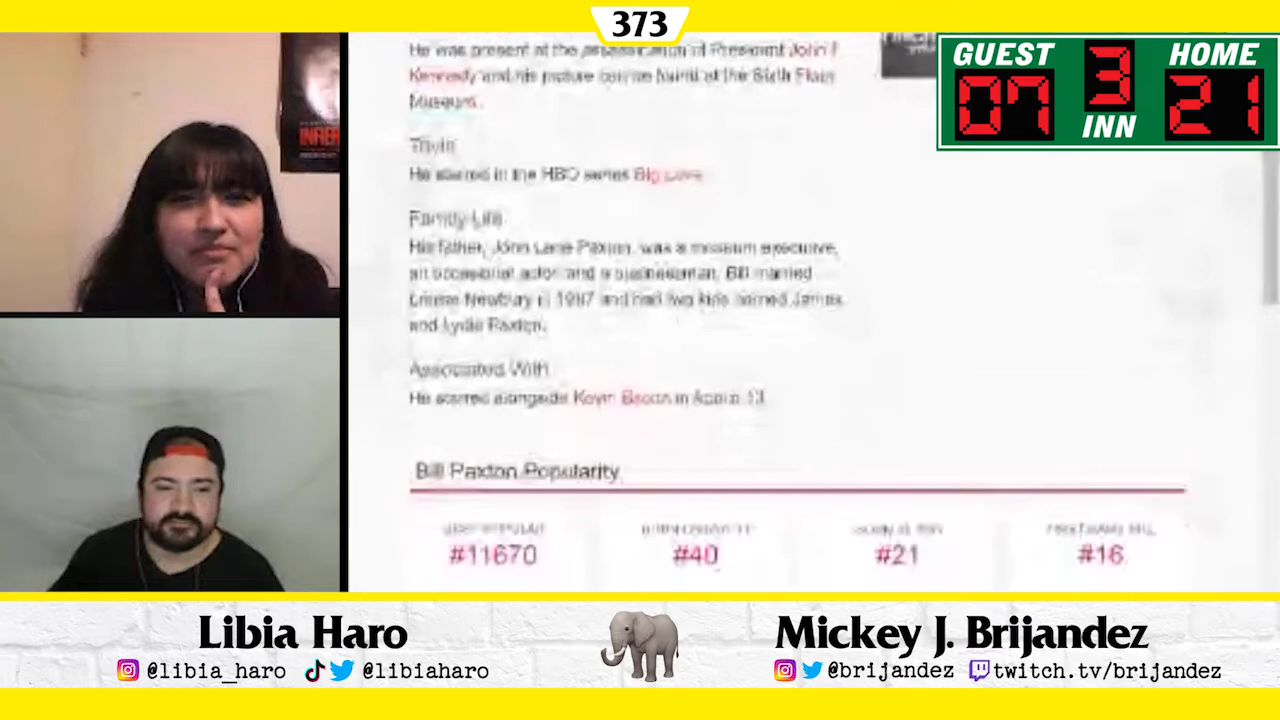 373
GUEST 3 HOME
07 INN 21
He was present at the assassination of President John F
Kennedy and his picture can be found at the Sixth Floor
Museum.
Trivia
He starred in the HBO series Big Love.
Family Life
His father, John Lane Paxton, was a museum executive,
an occasional actor and a businessman. Bill married
Louise Newbury in 1987 and had two kids named James
and Lydia Paxton.
Associated With
He starred alongside Kevin Bacon in Apollo 13.
Bill Paxton Popularity
MOST POPULAR
#11670 #40 #21 #16
Libia Haro
@libia_haro @libiaharo
Mickey J. Brijandez
@brijandez twitch.tv/brijandez